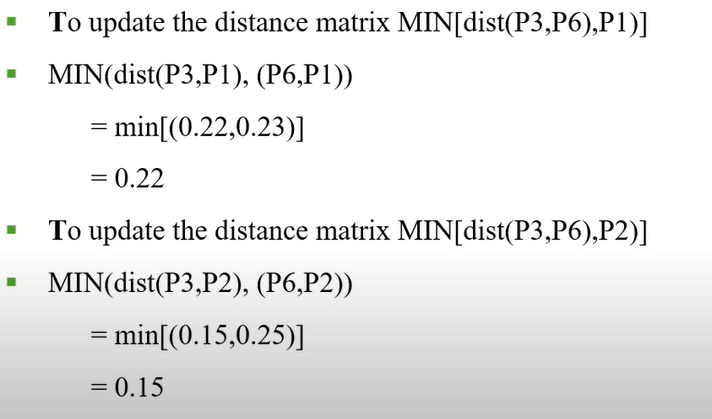 To update the distance matrix MIN[dist(P3,P6),P1)]
MIN(dist(P3,P1), (P6,P1))
= min[(0.22,0.23)]
= 0.22
To update the distance matrix MIN[dist(P3,P6),P2)]
MIN(dist(P3,P2), (P6,P2))
= min[(0.15,0.25)]
= 0.15